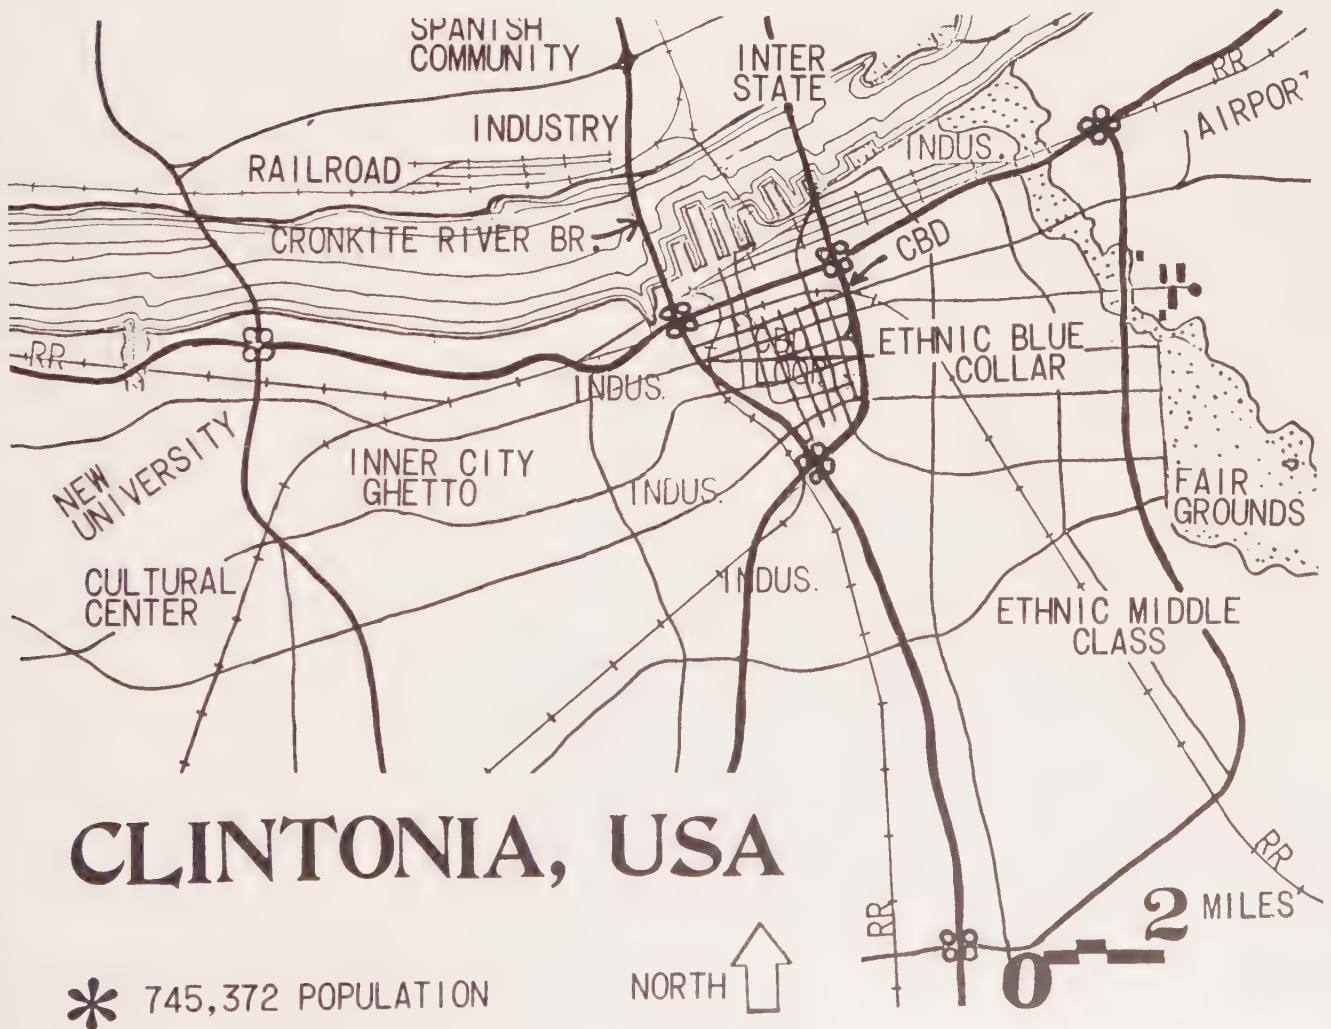 SPANISH
COMMUNITY
INTER
STATE
RR
AIRPORT
INDUSTRY
INDUS.
RAILROAD
CRONKITE RIVER BR.
CBD
RR
ETHNIC BLUE
COLLAR
INDUS.
NEW
UNIVERSITY
INNER CITY
GHETTO
INDUS.
FAIR
GROUNDS
CULTURAL
CENTER
INDUS.
ETHNIC MIDDLE
CLASS
CLINTONIA, USA
RR
RR
0
2 MILES
NORTH
* 745,372 POPULATION